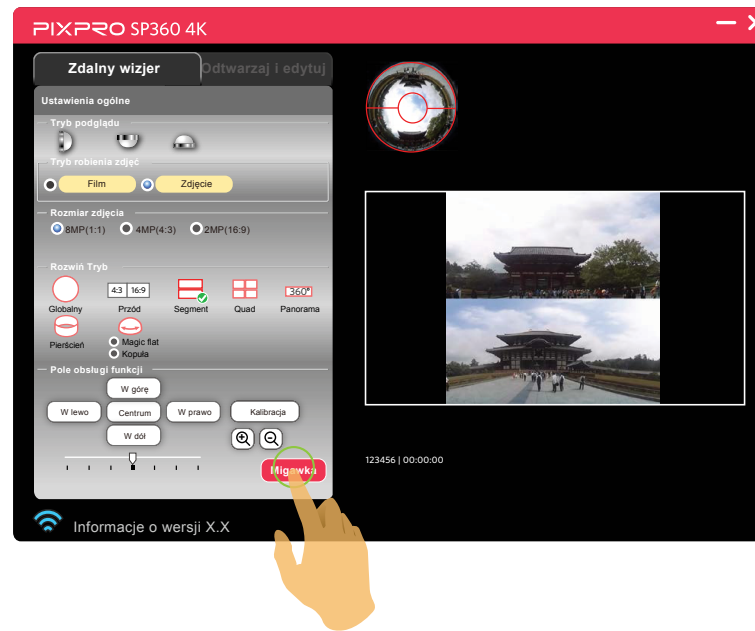 PIXPRO SP360 4K
Zdalny wizjer
Odtwarzaj i edytuj
Ustawienia ogólne
Tryb podglądu
Tryb robienia zdjęć
Film
Zdjęcie
Rozmiar zdjęcia
8MP(1:1) 4MP(4:3) 2MP(16:9)
Rozwiń Tryb
4:3 16:9 360°
Globalny Przód Segment Quad Panorama
Pierścień
Magic flat
Kopuła
Pole obsługi funkcji
W górę
W lewo Centrum W prawo Kalibracja
W dół
Migawka
123456 | 00:00:00
Informacje o wersji X.X